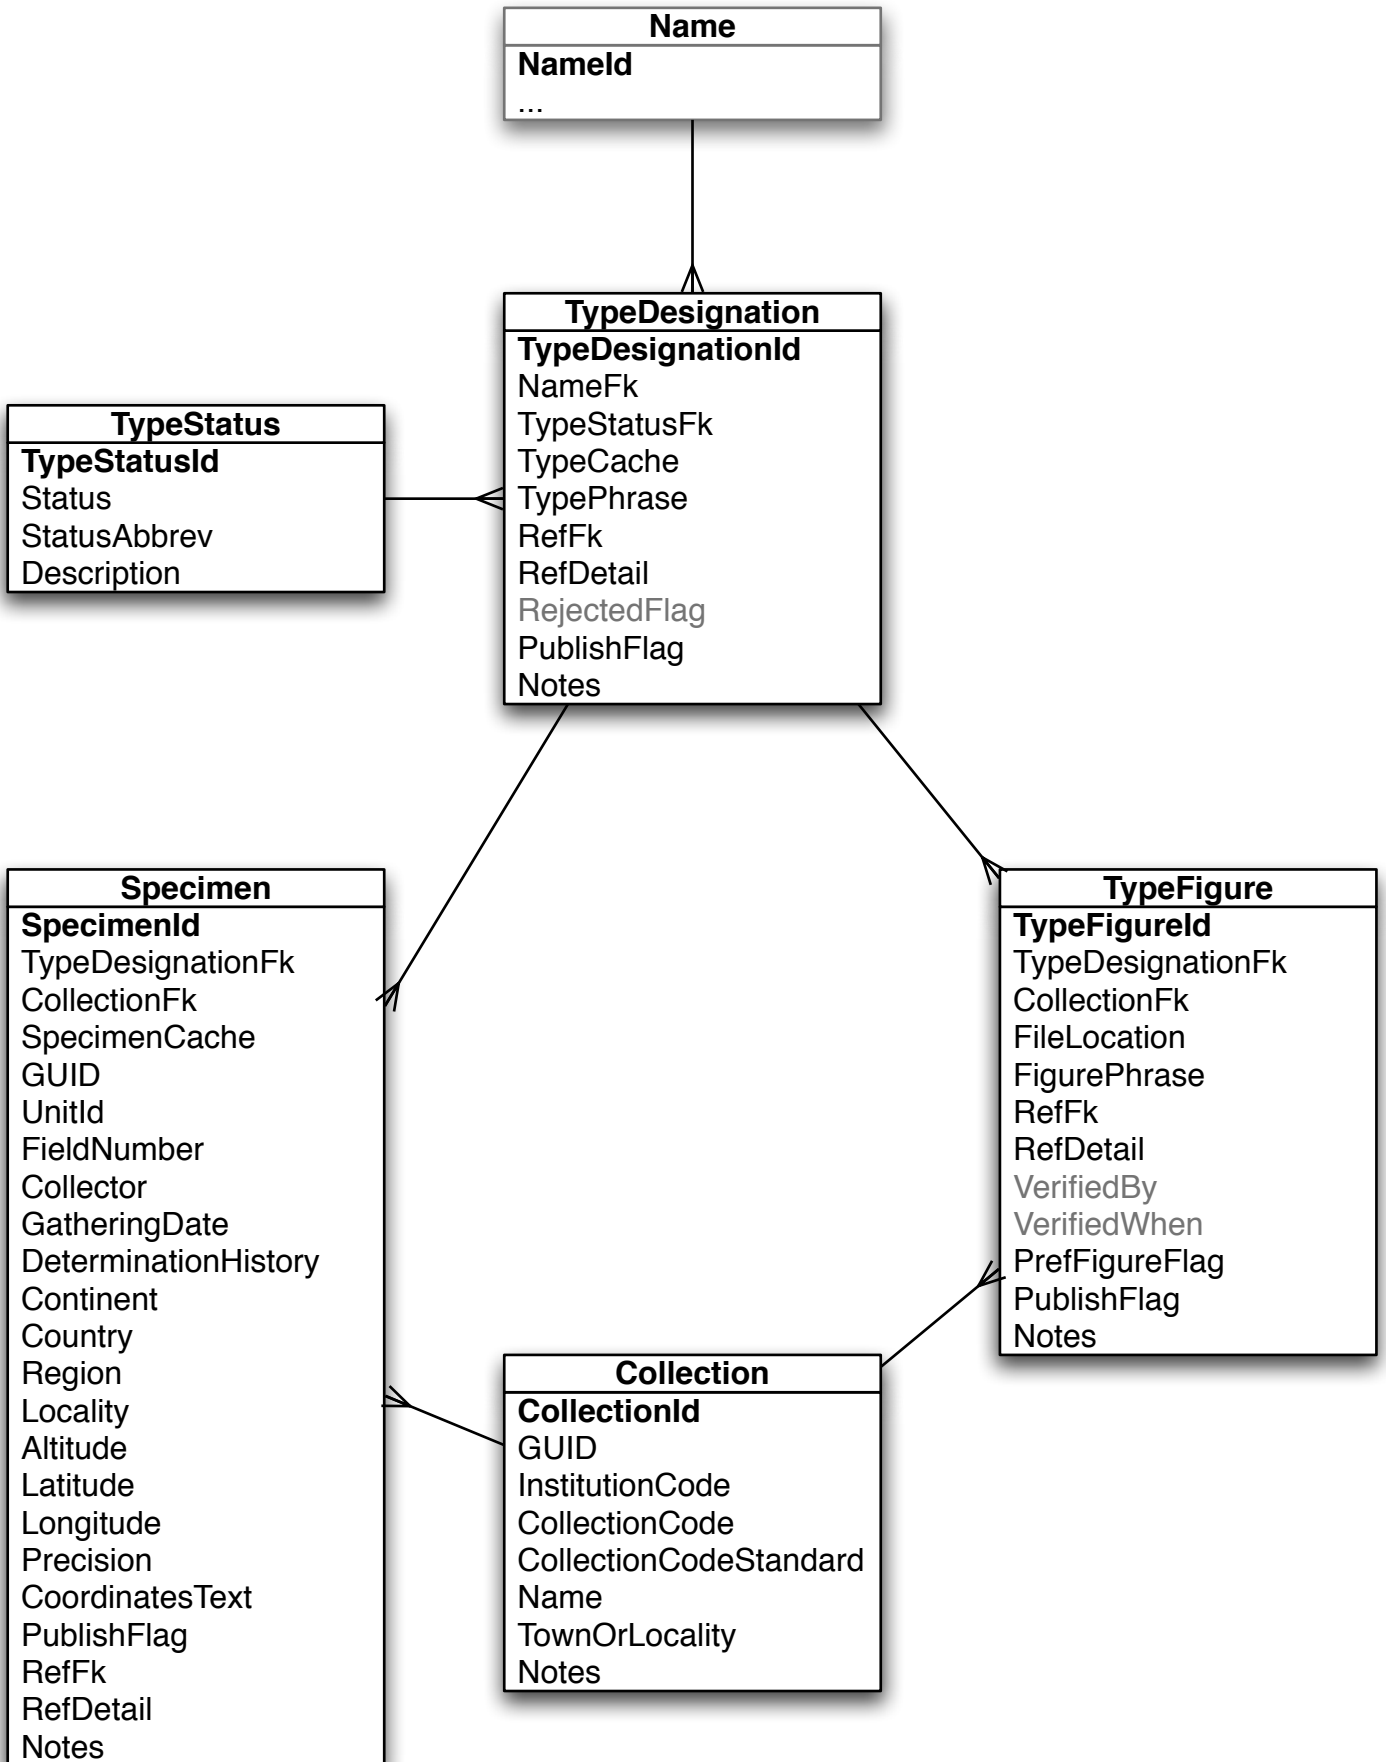 Name
NameId
...
TypeDesignation
TypeDesignationId
NameFk
TypeStatusFk
TypeCache
TypePhrase
RefFk
RefDetail
RejectedFlag
PublishFlag
Notes
TypeStatus
TypeStatusId
Status
StatusAbbrev
Description
Specimen
SpecimenId
TypeDesignationFk
CollectionFk
SpecimenCache
GUID
UnitId
FieldNumber
Collector
GatheringDate
DeterminationHistory
Continent
Country
Region
Locality
Altitude
Latitude
Longitude
Precision
CoordinatesText
PublishFlag
RefFk
RefDetail
Notes
TypeFigure
TypeFigureId
TypeDesignationFk
CollectionFk
FileLocation
FigurePhrase
RefFk
RefDetail
VerifiedBy
VerifiedWhen
PrefFigureFlag
PublishFlag
Notes
Collection
CollectionId
GUID
InstitutionCode
CollectionCode
CollectionCodeStandard
Name
TownOrLocality
Notes